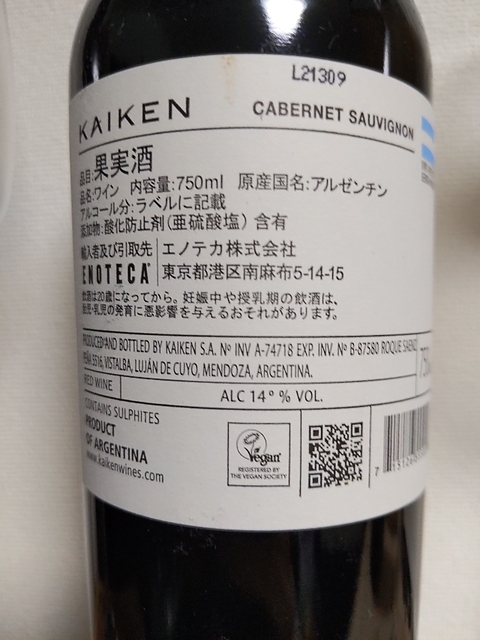 L21309
KAIKEN
CABERNET SAUVIGNON
品目:果実酒
品名:ワイン 内容量:750ml 原産国名:アルゼンチン
アルコール分:ラベルに記載
添加物:酸化防止剤(亜硫酸塩) 含有
輸入者及び引取先 エノテカ株式会社
ENOTECA 東京都港区南麻布5-14-15
飲酒は20歳になってから。妊娠中や授乳期の飲酒は、
胎児・乳児の発育に悪影響を与えるおそれがあります。
PRODUCED AND BOTTLED BY KAIKEN S.A. Nº INV A-74718 EXP. INV. Nº B-87580 ROQUE SAENZ
PEÑA 5516, VISTALBA, LUJÁN DE CUYO, MENDOZA, ARGENTINA.
RED WINE
ALC 14º % VOL.
CONTAINS SULPHITES
PRODUCT
OF ARGENTINA
www.kaikenwines.com
Vegan
REGISTERED BY
THE VEGAN SOCIETY